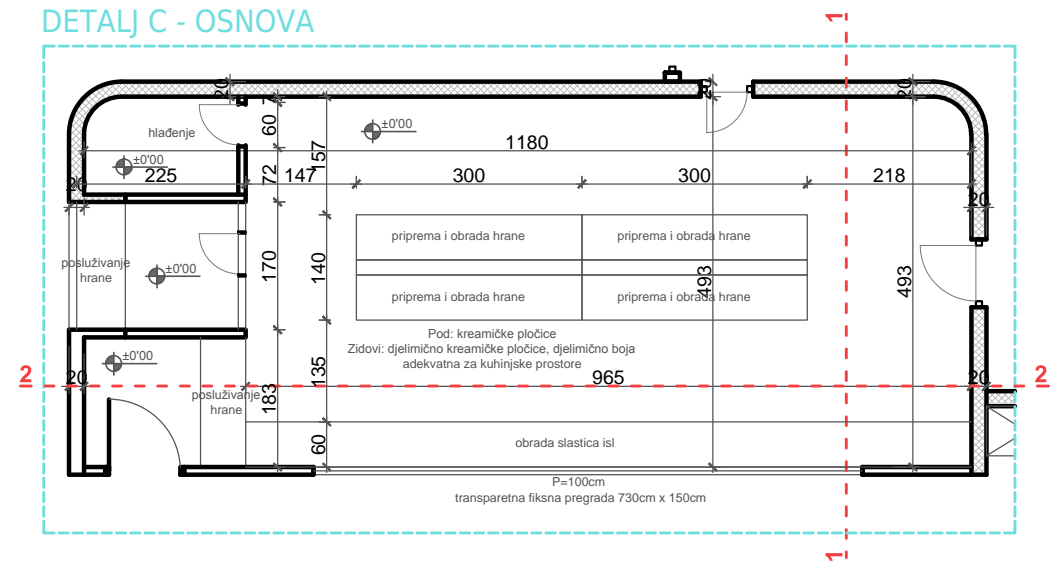 DETALJ C - OSNOVA
1
20
20
20
hlađenje
±0'00
±0'00
60
157
1180
72
225
147
300
300
218
20
20
priprema i obrada hrane
priprema i obrada hrane
posluživanje
hrane
±0'00
170
140
493
493
priprema i obrada hrane
priprema i obrada hrane
Pod: kreamičke pločice
Zidovi: djelimično kreamičke pločice, djelimično boja
adekvatna za kuhinjske prostore
±0'00
2
20
135
965
20
2
posluživanje
hrane
183
60
obrada slastica isl
P=100cm
transparetna fiksna pregrada 730cm x 150cm
1